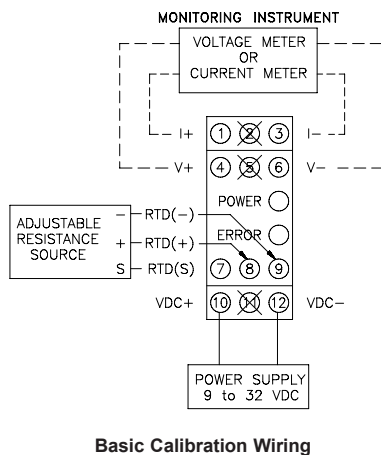 MONITORING INSTRUMENT
VOLTAGE METER
OR
CURRENT METER
I+ 1 2 3 I-
V+ 4 5 6 V-
POWER
ERROR
ADJUSTABLE
RESISTANCE
SOURCE
- RTD(-)
+ RTD(+)
S RTD(S)
7 8 9
VDC+ 10 11 12 VDC-
POWER SUPPLY
9 to 32 VDC
Basic Calibration Wiring